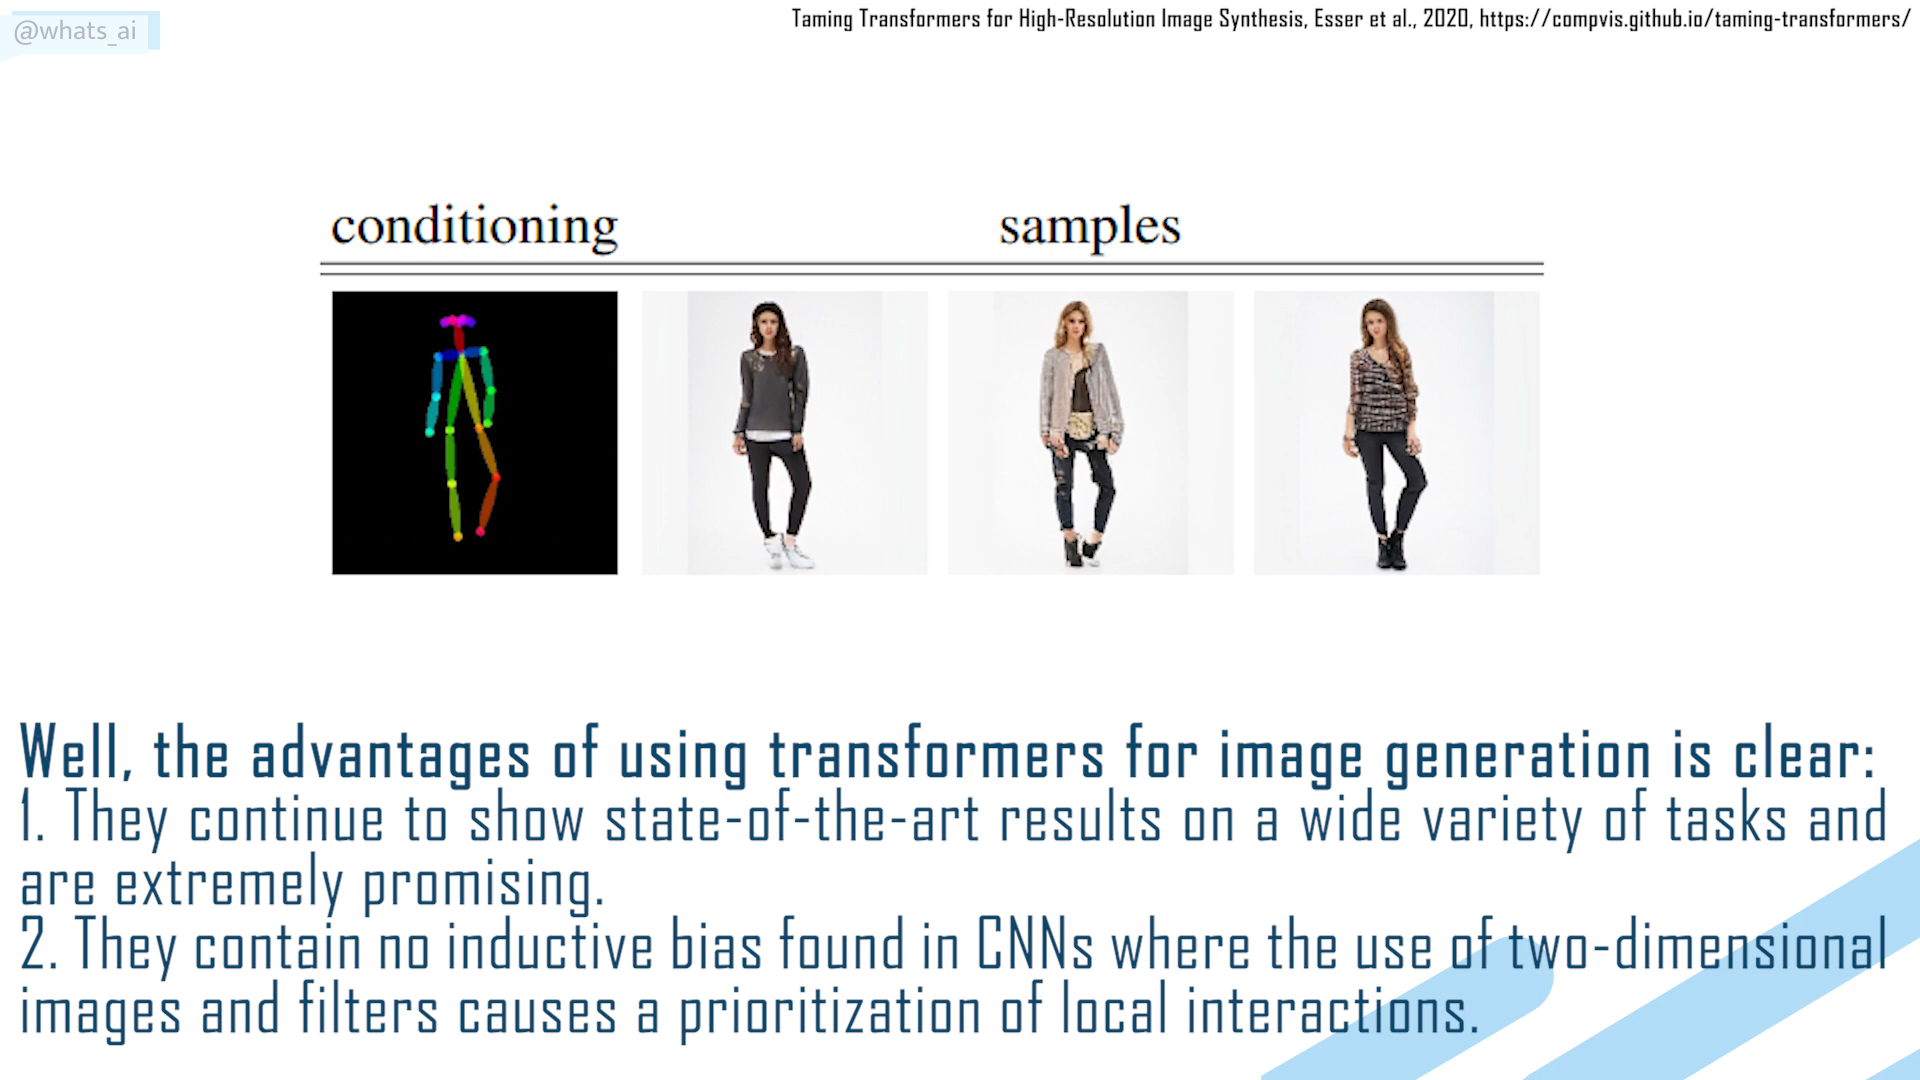 @whats_ai
Taming Transformers for High-Resolution Image Synthesis, Esser et al., 2020, https://compvis.github.io/taming-transformers/
conditioning
samples
Well, the advantages of using transformers for image generation is clear:
1. They continue to show state-of-the-art results on a wide variety of tasks and
are extremely promising.
2. They contain no inductive bias found in CNNs where the use of two-dimensional
images and filters causes a prioritization of local interactions.